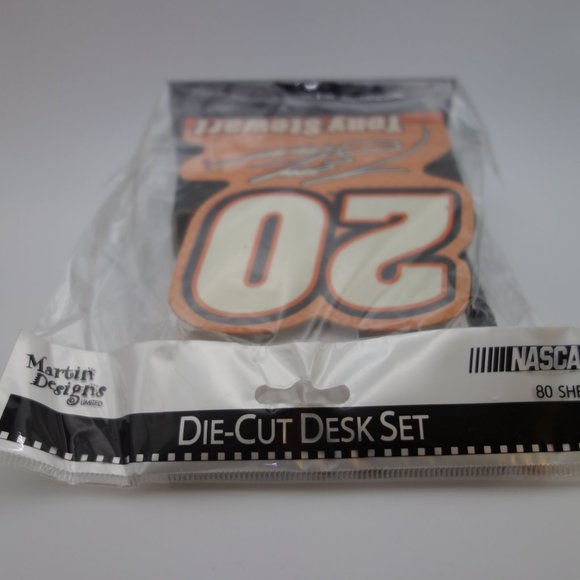 Tony Stewart
20
Martin
Designs
LIMITED
NASCA
80 SHE
DIE-CUT DESK SET